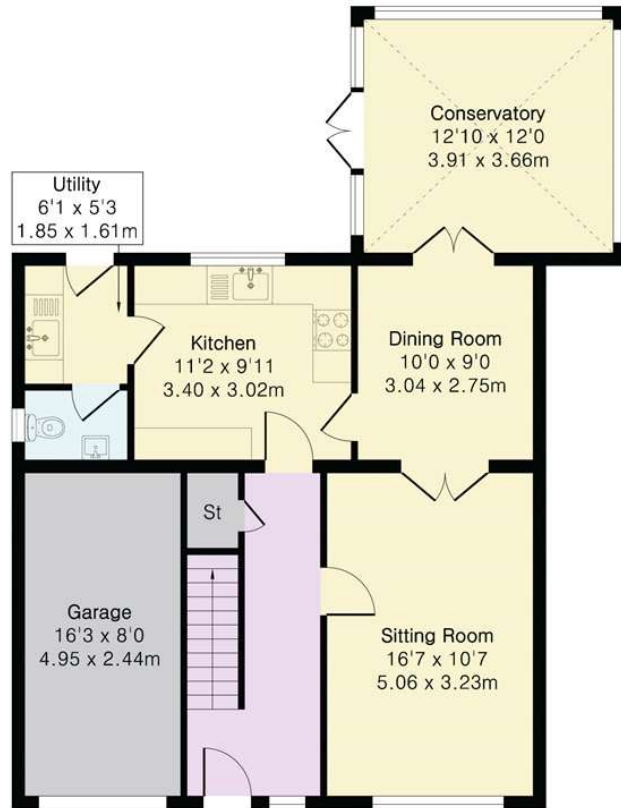 Conservatory
12'10 x 12'0
3.91 x 3.66m
Utility
6'1 x 5'3
1.85 x 1.61m
Kitchen
11'2 x 9'11
3.40 x 3.02m
Dining Room
10'0 x 9'0
3.04 x 2.75m
St
Garage
16'3 x 8'0
4.95 x 2.44m
Sitting Room
16'7 x 10'7
5.06 x 3.23m